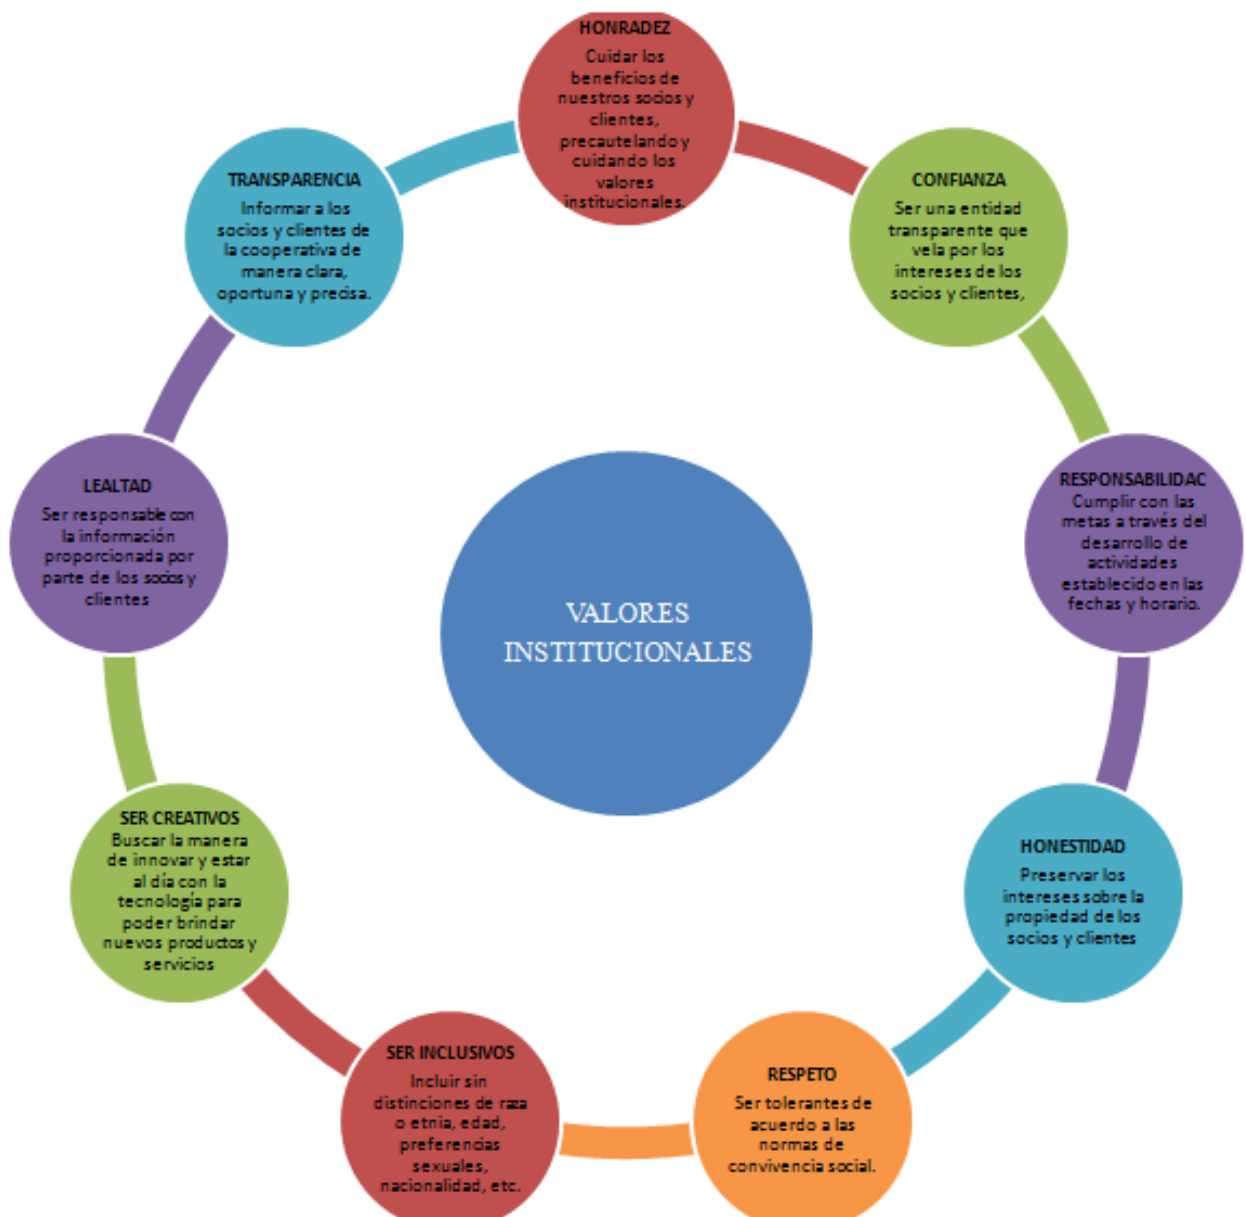 HONRADEZ
Cuidar los
beneficios de
nuestros socios y
clientes,
precautelando y
cuidando los
valores
institucionales.
CONFIANZA
Ser una entidad
transparente que
vela por los
intereses de los
socios y clientes,
RESPONSABILIDAC
Cumplir con las
metas a través del
desarrollo de
actividades
establecido en las
fechas y horario.
HONESTIDAD
Preservar los
intereses sobre la
propiedad de los
socios y clientes
RESPETO
Ser tolerantes de
acuerdo a las
normas de
convivencia social.
SER INCLUSIVOS
Incluir sin
distinciones de raza
o etnia, edad,
preferencias
sexuales,
nacionalidad, etc.
SER CREATIVOS
Buscar la manera
de innovar y estar
al día con la
tecnología para
poder brindar
nuevos productos y
servicios
LEALTAD
Ser responsable con
la información
proporcionada por
parte de los socios y
clientes
TRANSPARENCIA
Informar a los
socios y clientes de
la cooperativa de
manera clara,
oportuna y precisa.
VALORES
INSTITUCIONALES